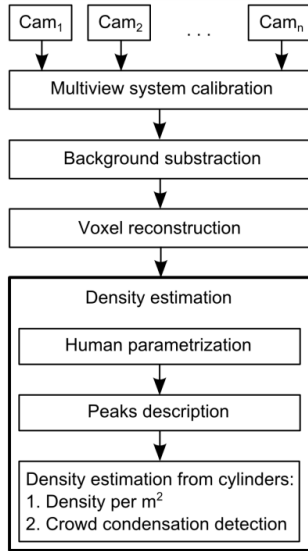 Cam₁ Cam₂ . . . Camₙ
Multiview system calibration
Background substraction
Voxel reconstruction
Density estimation
Human parametrization
Peaks description
Density estimation from cylinders:
1. Density per m²
2. Crowd condensation detection